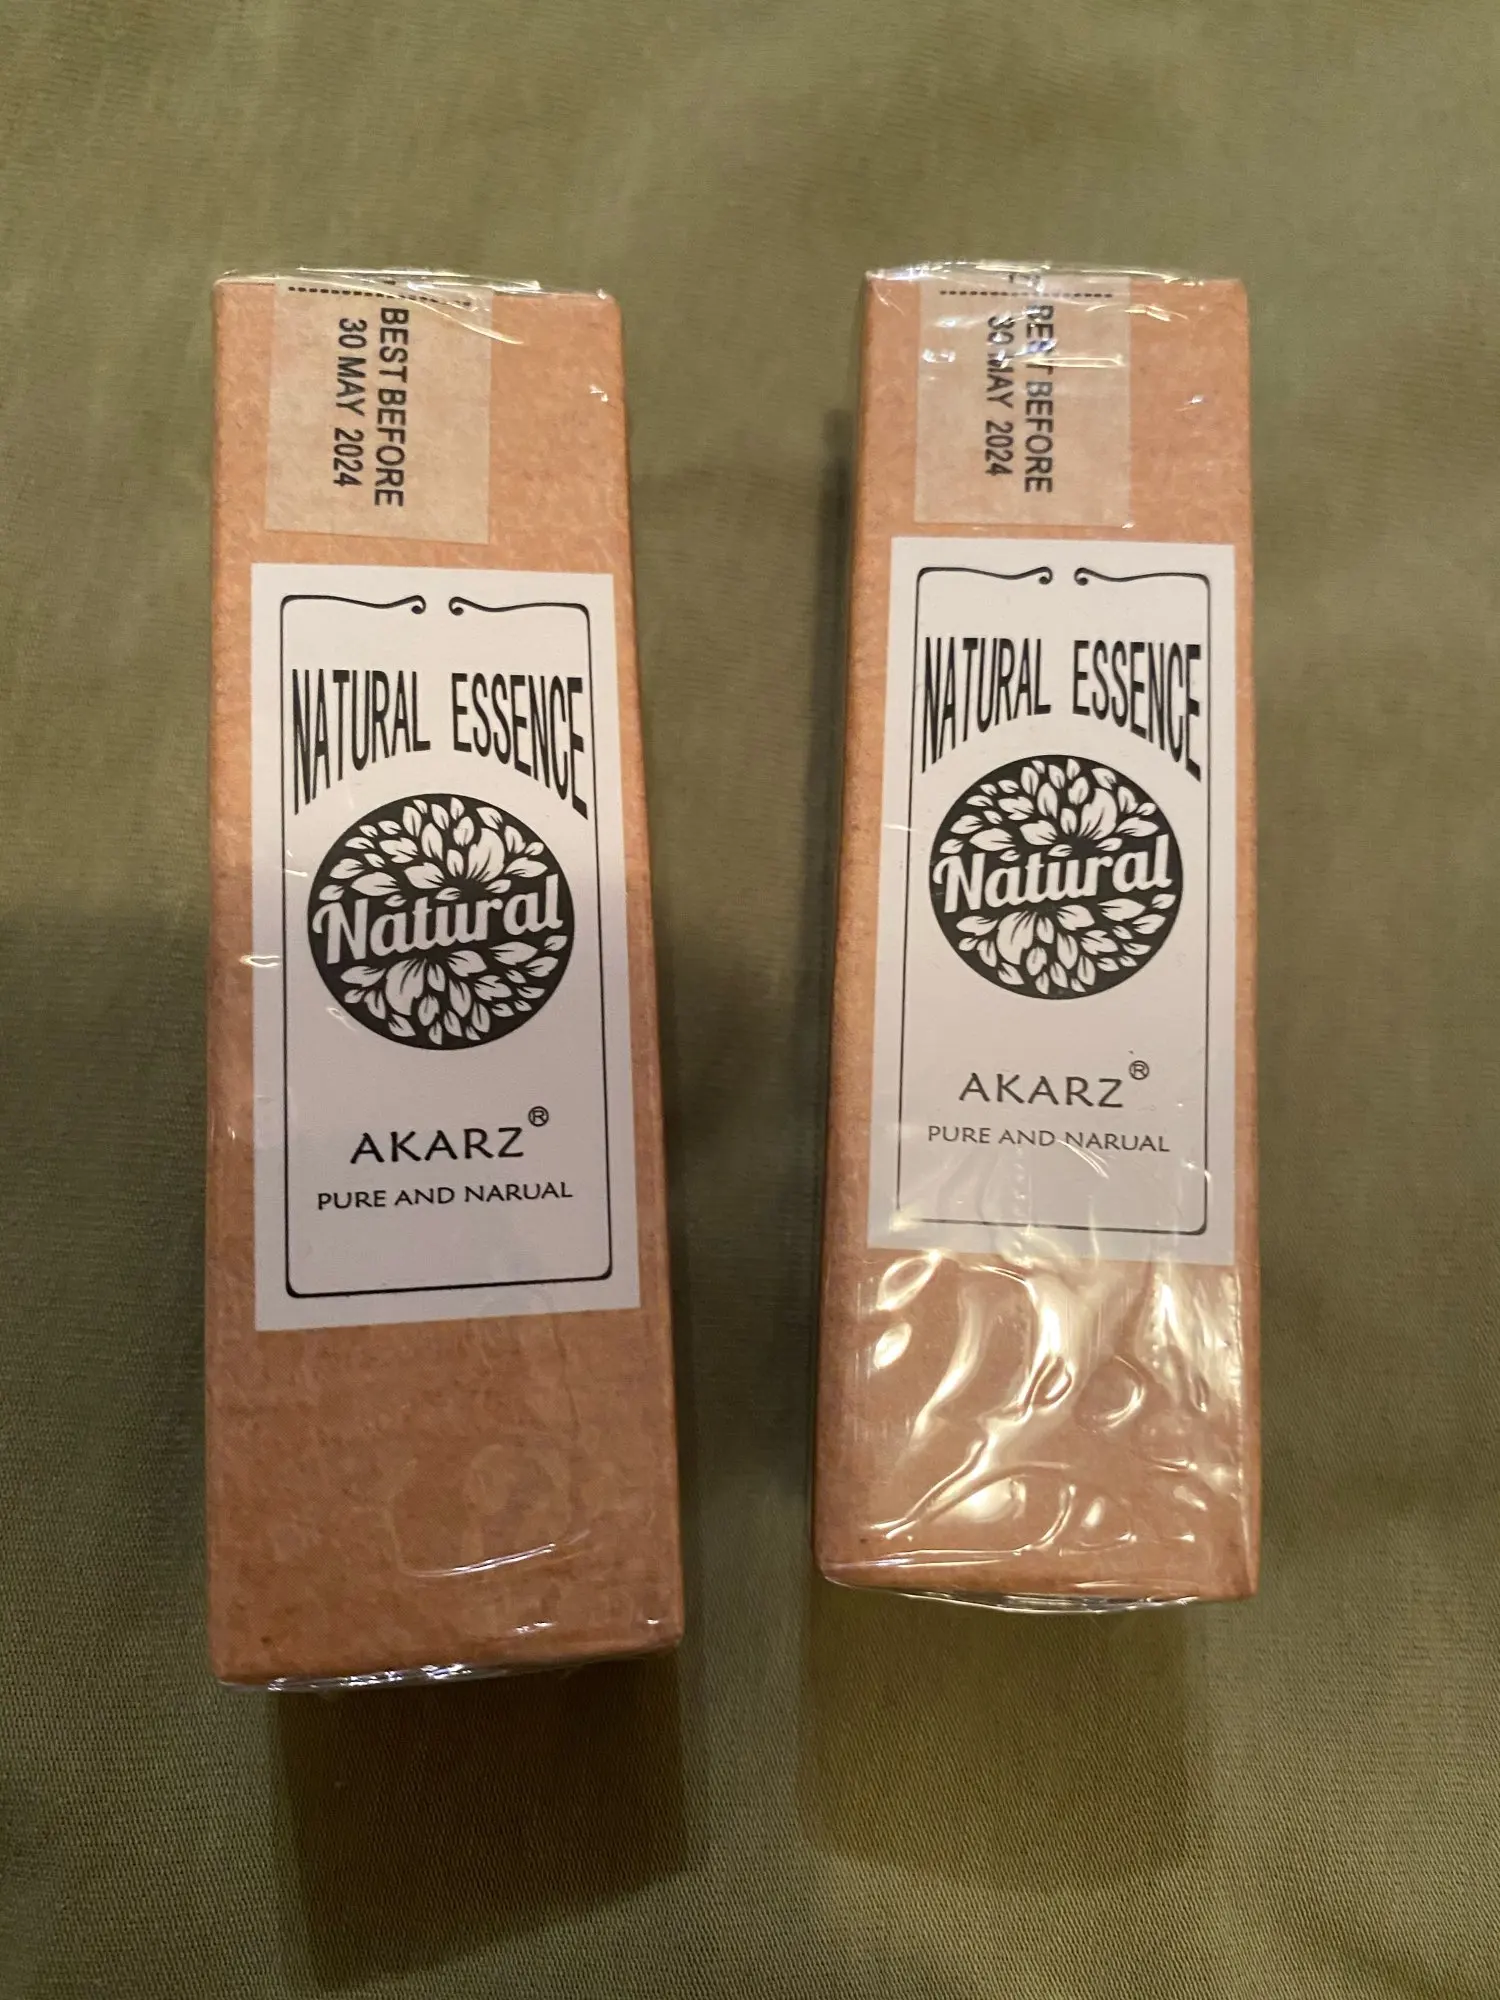 BEST BEFORE
30 MAY 2024
NATURAL ESSENCE
Natural
AKARZ®
PURE AND NARUAL
BEST BEFORE
30 MAY 2024
NATURAL ESSENCE
Natural
AKARZ®
PURE AND NARUAL